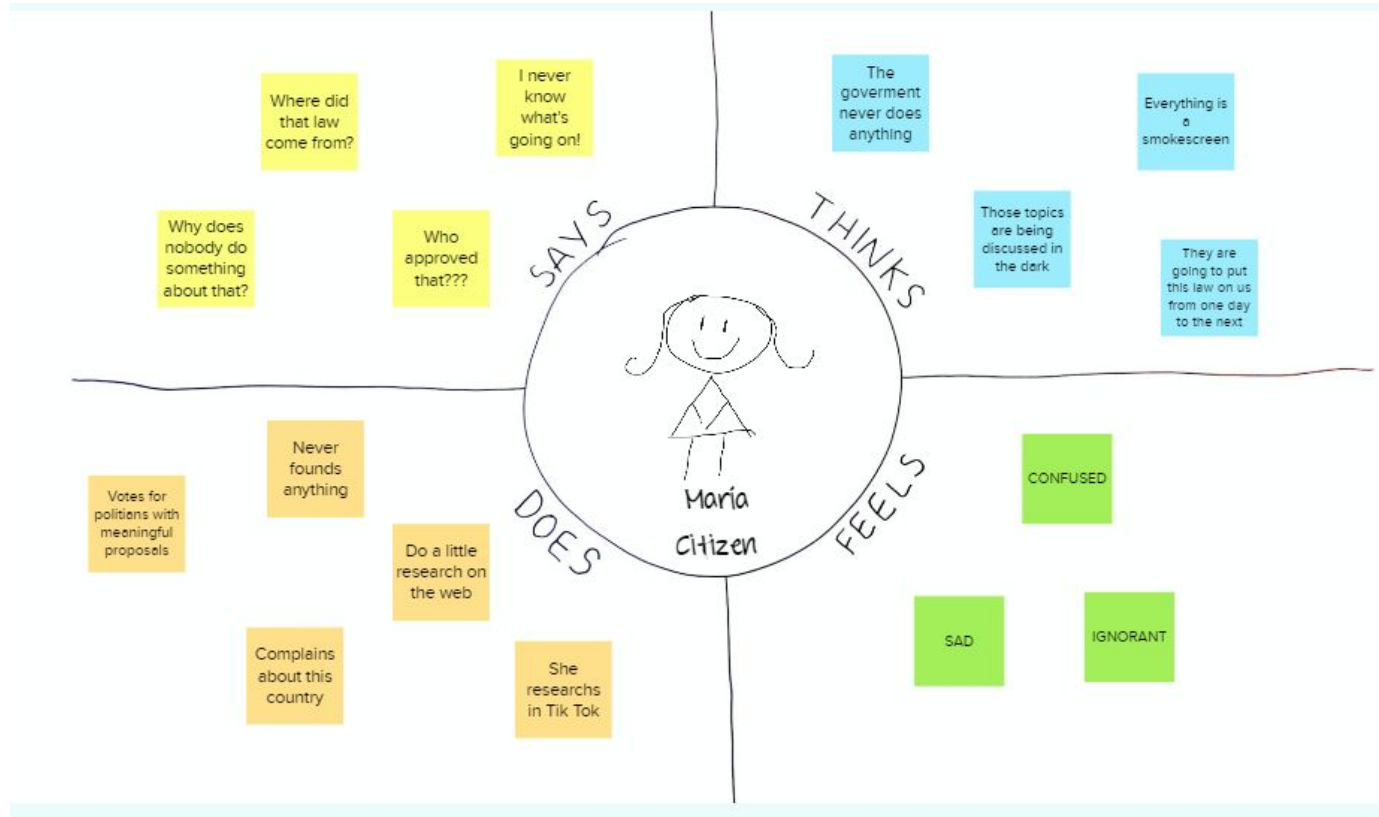 Where did
that law
come from?
I never
know
what's
going on!
Why does
nobody do
something
about that?
Who
approved
that???
SAYS
The
goverment
never does
anything
Everything is
a
smokescreen
Those topics
are being
discussed in
the dark
They are
going to put
this law on us
from one day
to the next
THINKS
María
Citizen
Never
founds
anything
Votes for
politians with
meaningful
proposals
Do a little
research on
the web
Complains
about this
country
She
researchs
in Tik Tok
DOES
FEELS
CONFUSED
SAD
IGNORANT